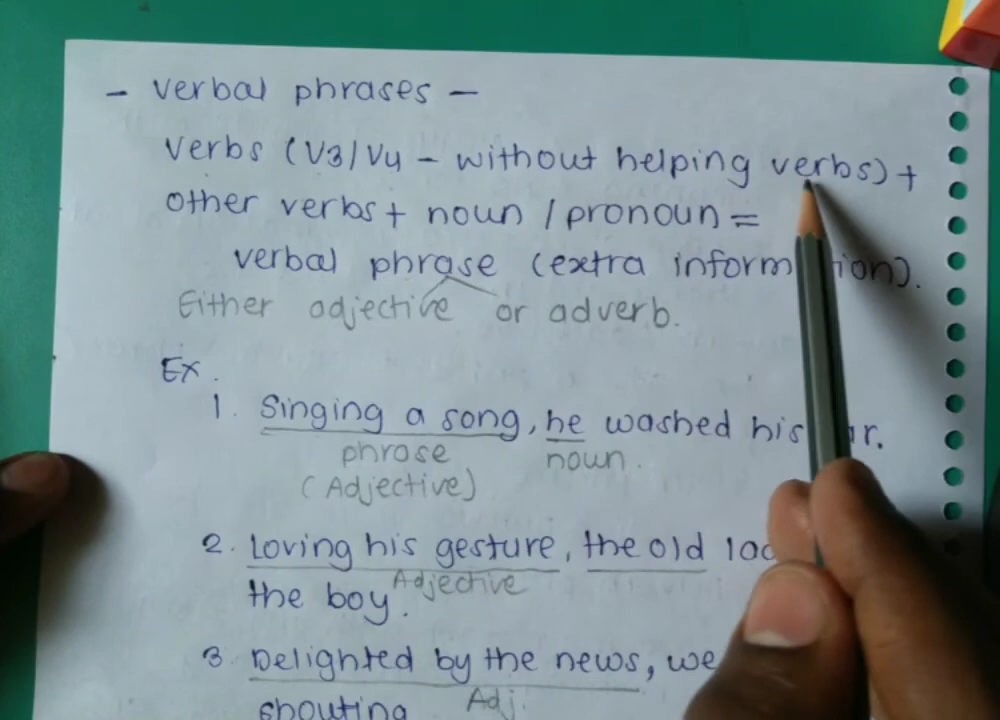 - verbal phrases -
Verbs (V3/V4 - without helping verbs) +
other verbs + noun / pronoun =
verbal phrase (extra information).
Either adjective or adverb.
Ex.
1. Singing a song, he washed his
phrase noun.
(Adjective)
2. Loving his gesture, the old
Adjective
the boy.
3 Delighted by the news, we
shouting Adj.